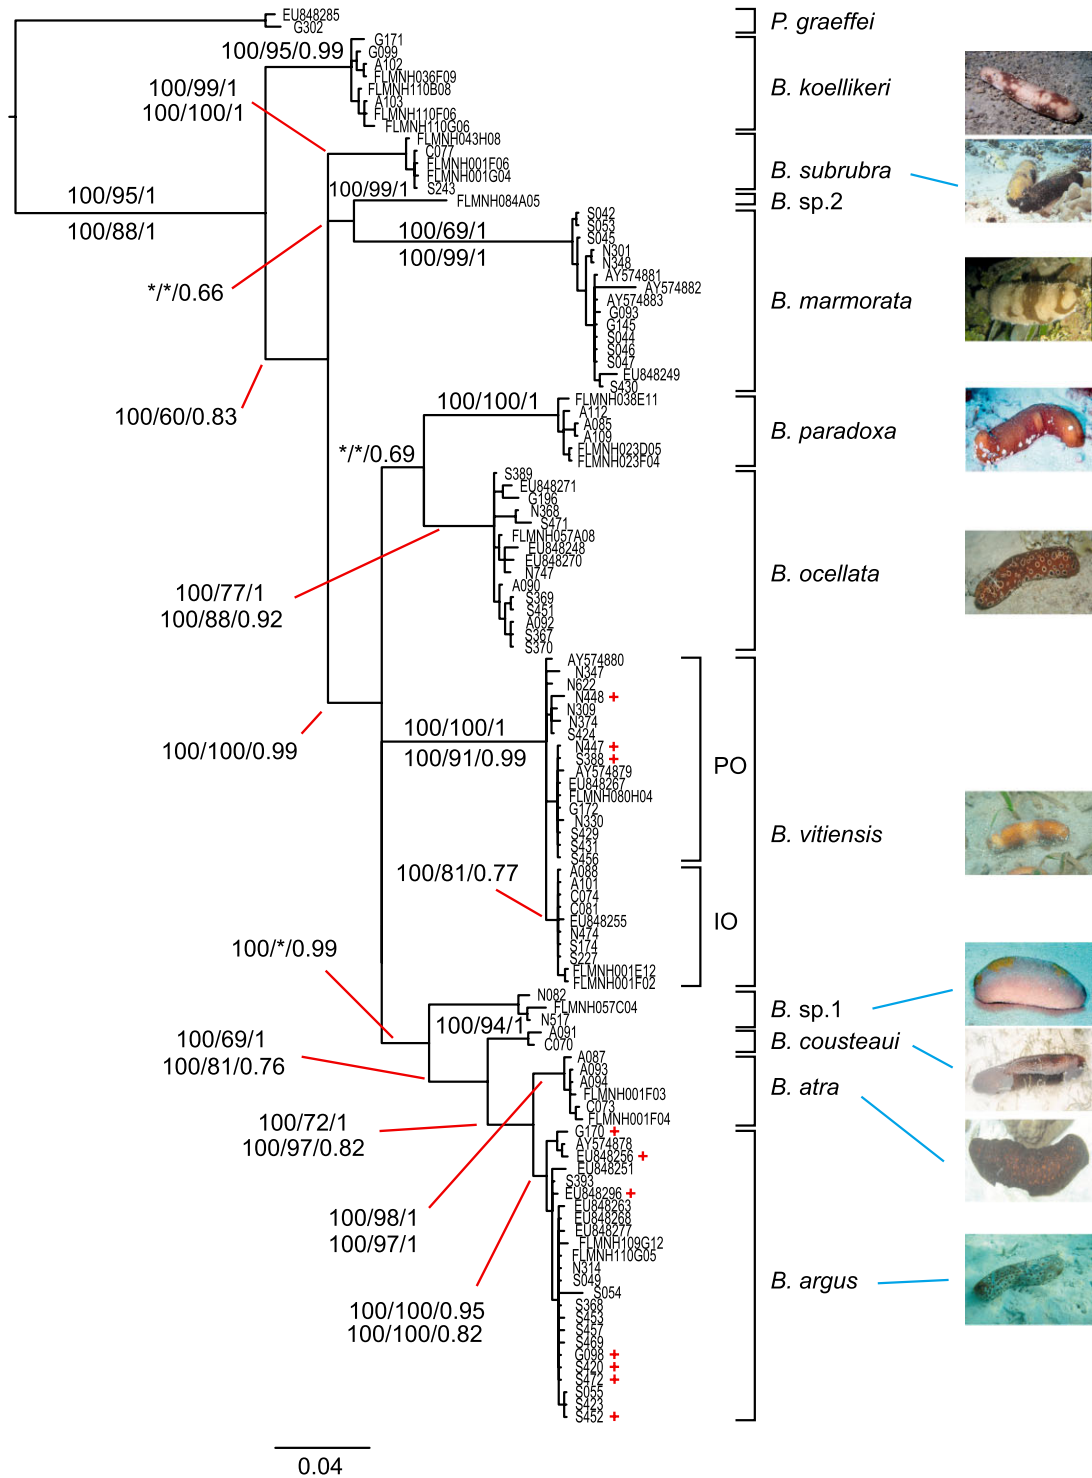 EU848285
G302
P. graeffei
G171
100/95/0.99
G099
A102
FLMNH036F09
100/99/1
FLMNH110B08
B. koellikeri
A103
100/100/1
FLMNH110F06
FLMNH110G06
FLMNH043H08
C077
FLMNH001F06
B. subrubra
FLMNH001G04
100/99/1
S243
100/95/1
FLMNH084A05
B. sp.2
S042
S053
100/88/1
100/69/1
S045
N301
100/99/1
N348
AY574881
AY574882
*/*/0.66
AY574883
B. marmorata
G093
G145
S044
S046
S047
EU848249
S430
100/60/0.83
100/100/1
FLMNH038E11
A112
A085
B. paradoxa
A109
*/*/0.69
FLMNH023D05
FLMNH023F04
S389
EU848271
G196
N368
S471
FLMNH057A08
EU848248
EU848270
B. ocellata
N747
A090
100/77/1
S369
S451
100/88/0.92
A092
S367
S370
AY574880
N347
N622
N448 +
N309
N374
100/100/1
S424
100/100/0.99
N447 +
100/91/0.99
S388 +
PO
AY574879
EU848267
FLMNH080H04
G172
N330
S429
B. vitiensis
S431
S456
100/81/0.77
A088
A101
C074
C081
EU848255
IO
N474
100/*/0.99
S174
S227
FLMNH001E12
FLMNH001F02
N082
FLMNH057C04
B. sp.1
N517
100/94/1
A091
100/69/1
C070
B. cousteaui
A087
100/81/0.76
A093
A094
B. atra
FLMNH001F03
C073
FLMNH001F04
100/72/1
G170 +
AY574878
100/97/0.82
EU848256 +
EU848251
S393
EU848296 +
EU848263
100/98/1
EU848268
EU848277
100/97/1
FLMNH109G12
FLMNH110G05
N314
S049
B. argus
S054
100/100/0.95
S368
S453
100/100/0.82
S457
S469
G098 +
S420 +
S472 +
S055
S423
S452 +
0.04